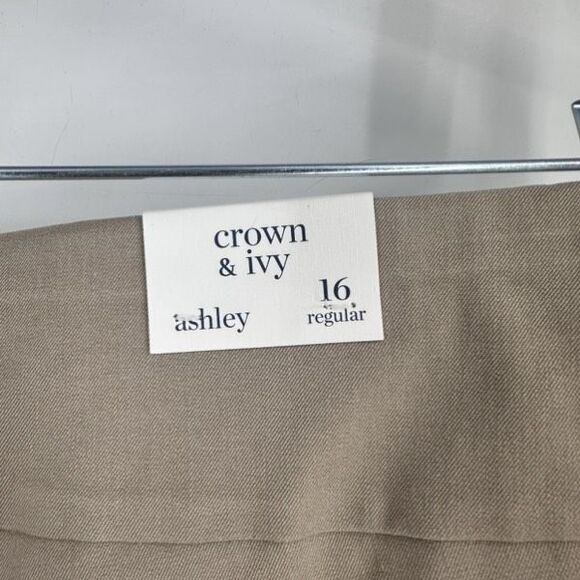 crown
& ivy
ashley
16
regular